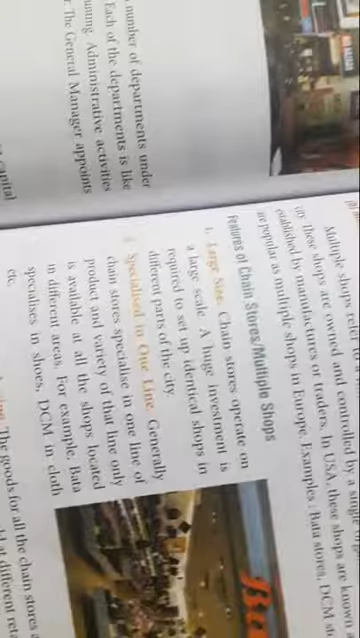 number of departments under
Each of the departments is like
Administrative activities
The General Manager appoints
capital
Multiple shops refer to a
city these shops are owned and controlled by a single
established by manufactures or traders. In USA, these shops are known
are popular as multiple shops in Europe. Examples : Bata stores, DCM
Features of Chain Stores/Multiple Shops
1. Large Size. Chain stores operate on
a large scale. A huge investment is
required to set up identical shops in
different parts of the city.
Specialised in One Line. Generally
chain stores specialise in one line of
product and variety of that line only
is available at all the shops located
in different areas. For example, Bata
specialises in shoes, DCM in cloth
etc.
The goods for all the chain stores
at different